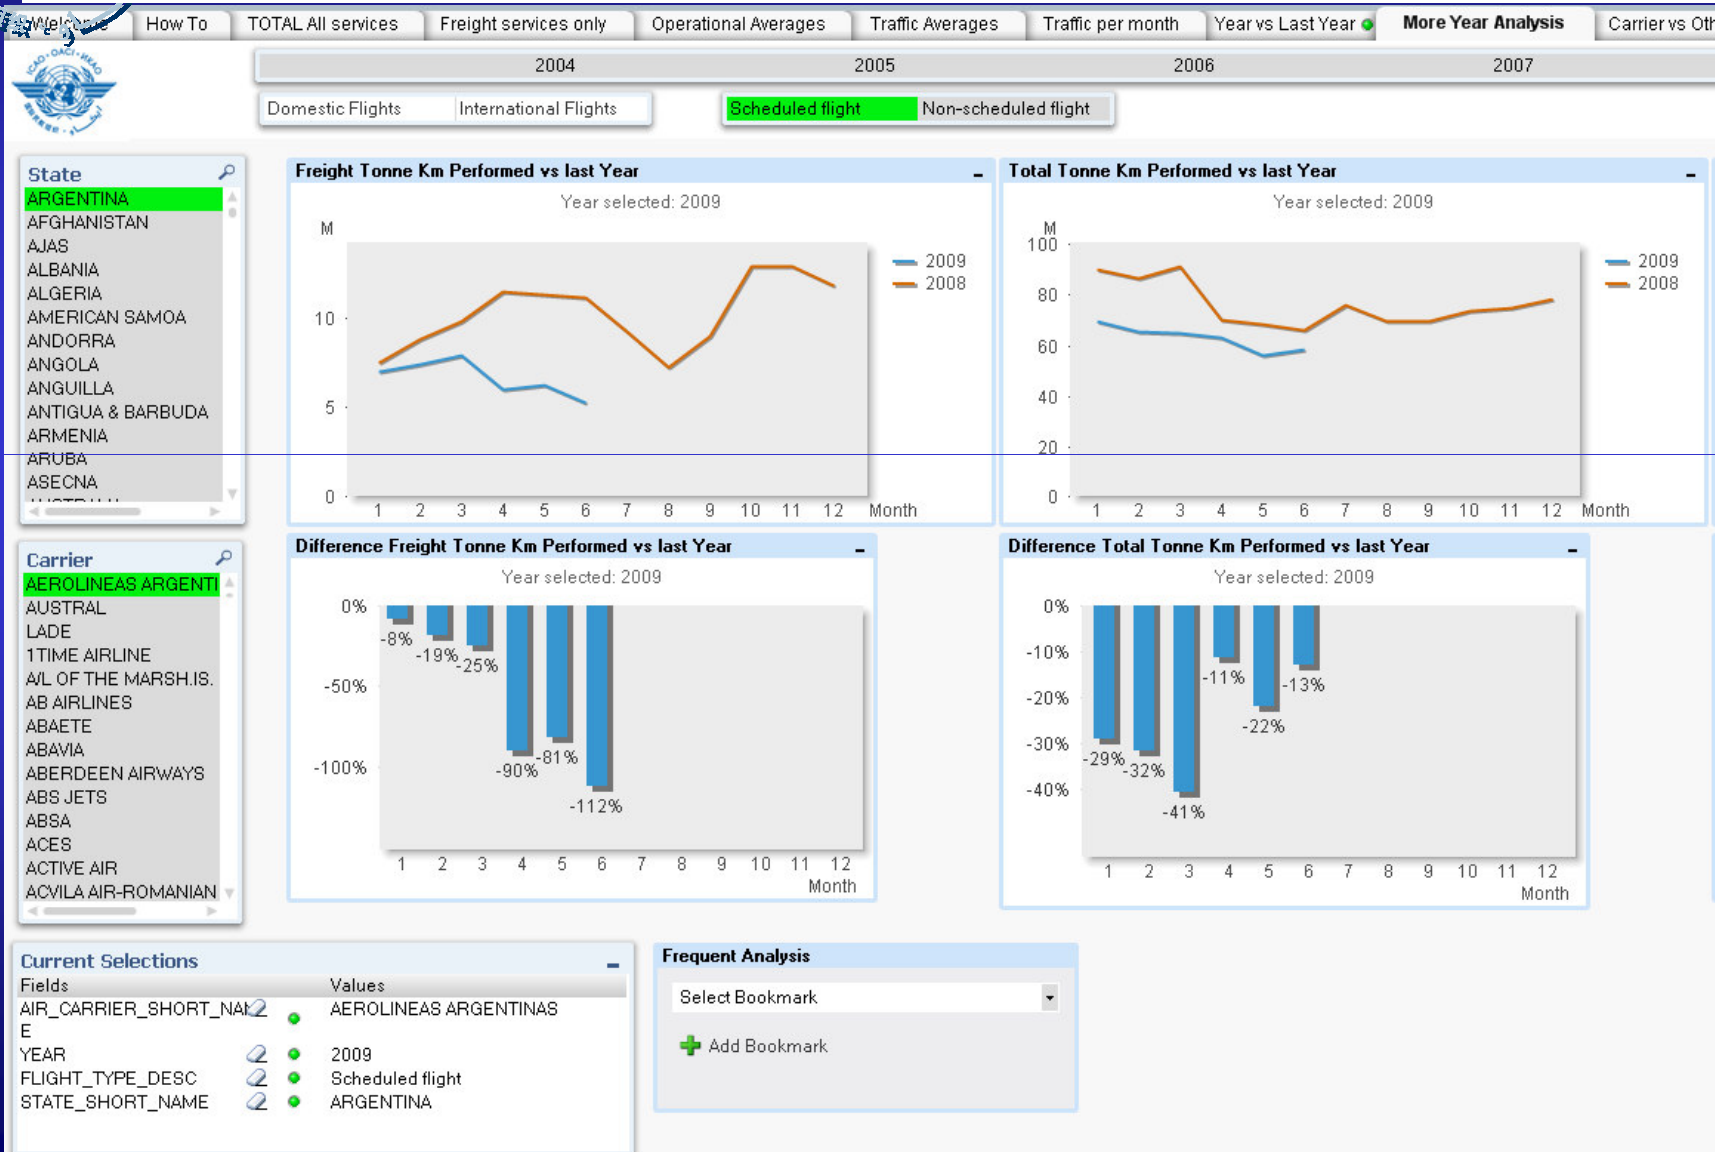 Welcome
How To
TOTAL All services
Freight services only
Operational Averages
Traffic Averages
Traffic per month
Year vs Last Year
More Year Analysis
Carrier vs Oth
ICAO · OACI · ИКАО
2004
2005
2006
2007
Domestic Flights
International Flights
Scheduled flight
Non-scheduled flight
State
ARGENTINA
AFGHANISTAN
AJAS
ALBANIA
ALGERIA
AMERICAN SAMOA
ANDORRA
ANGOLA
ANGUILLA
ANTIGUA & BARBUDA
ARMENIA
ARUBA
ASECNA
Freight Tonne Km Performed vs last Year
Year selected: 2009
M
10
5
0
1 2 3 4 5 6 7 8 9 10 11 12 Month
2009
2008
Total Tonne Km Performed vs last Year
Year selected: 2009
M
100
80
60
40
20
0
1 2 3 4 5 6 7 8 9 10 11 12 Month
2009
2008
Carrier
AEROLINEAS ARGENTI
AUSTRAL
LADE
1TIME AIRLINE
A/L OF THE MARSH.IS.
AB AIRLINES
ABAETE
ABAVIA
ABERDEEN AIRWAYS
ABS JETS
ABSA
ACES
ACTIVE AIR
ACVILA AIR-ROMANIAN
Difference Freight Tonne Km Performed vs last Year
Year selected: 2009
0%
-50%
-100%
-8%
-19%
-25%
-90%
-81%
-112%
1 2 3 4 5 6 7 8 9 10 11 12
Month
Difference Total Tonne Km Performed vs last Year
Year selected: 2009
0%
-10%
-20%
-30%
-40%
-29%
-32%
-41%
-11%
-22%
-13%
1 2 3 4 5 6 7 8 9 10 11 12
Month
Current Selections
Fields Values
AIR_CARRIER_SHORT_NAM AEROLINEAS ARGENTINAS
E
YEAR 2009
FLIGHT_TYPE_DESC Scheduled flight
STATE_SHORT_NAME ARGENTINA
Frequent Analysis
Select Bookmark
Add Bookmark